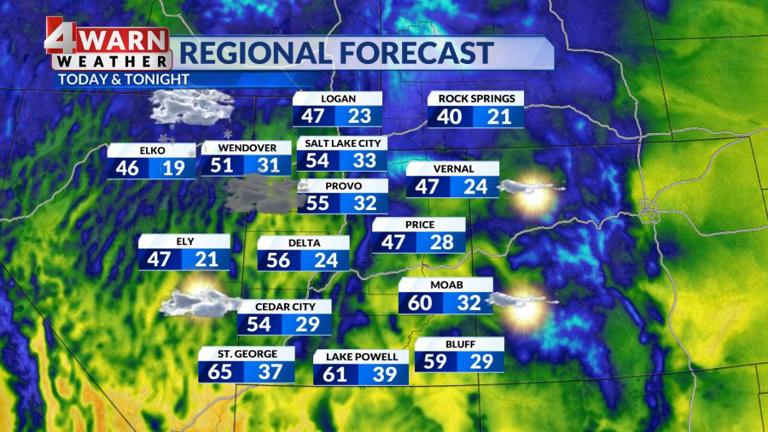 4 WARN
WEATHER
REGIONAL FORECAST
TODAY & TONIGHT
LOGAN
47 23
ROCK SPRINGS
40 21
ELKO
46 19
WENDOVER
51 31
SALT LAKE CITY
54 33
PROVO
55 32
VERNAL
47 24
ELY
47 21
DELTA
56 24
PRICE
47 28
CEDAR CITY
54 29
MOAB
60 32
ST. GEORGE
65 37
LAKE POWELL
61 39
BLUFF
59 29